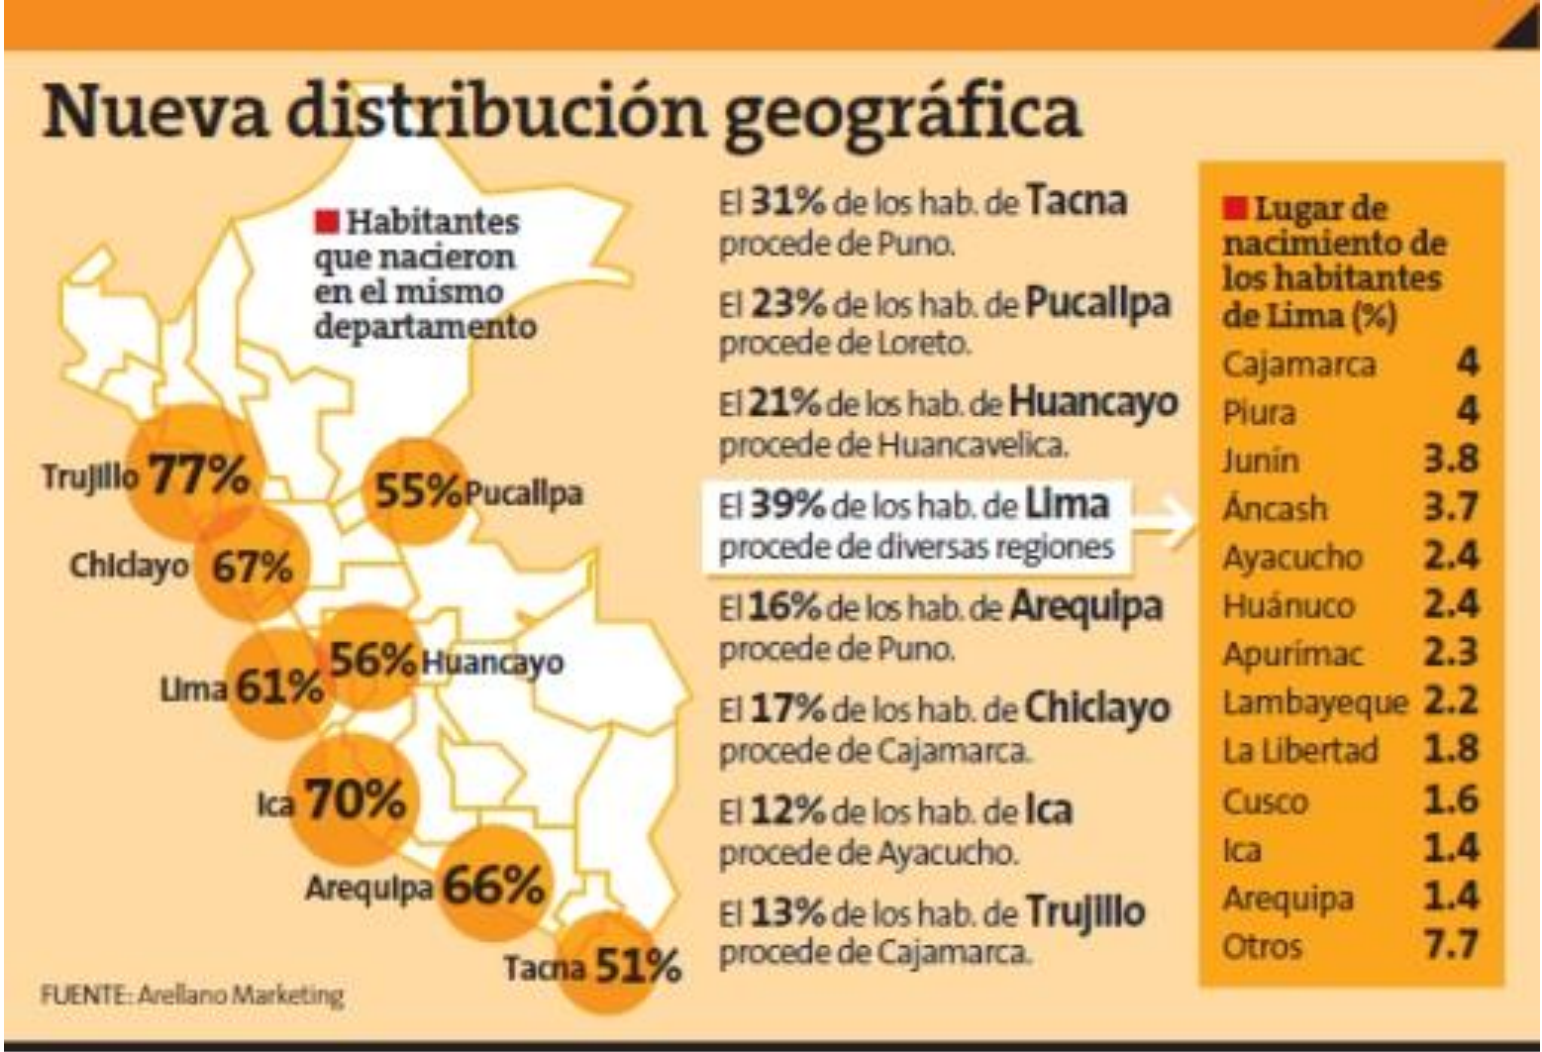 Nueva distribución geográfica
Habitantes
que nacieron
en el mismo
departamento
Trujillo 77%
55% Pucallpa
Chiclayo 67%
56% Huancayo
Lima 61%
Ica 70%
Arequipa 66%
Tacna 51%
FUENTE: Arellano Marketing
El 31% de los hab. de Tacna
procede de Puno.
El 23% de los hab. de Pucallpa
procede de Loreto.
El 21% de los hab. de Huancayo
procede de Huancavelica.
El 39% de los hab. de Lima
procede de diversas regiones
El 16% de los hab. de Arequipa
procede de Puno.
El 17% de los hab. de Chiclayo
procede de Cajamarca.
El 12% de los hab. de Ica
procede de Ayacucho.
El 13% de los hab. de Trujillo
procede de Cajamarca.
Lugar de
nacimiento de
los habitantes
de Lima (%)
Cajamarca 4
Piura 4
Junín 3.8
Áncash 3.7
Ayacucho 2.4
Huánuco 2.4
Apurímac 2.3
Lambayeque 2.2
La Libertad 1.8
Cusco 1.6
Ica 1.4
Arequipa 1.4
Otros 7.7